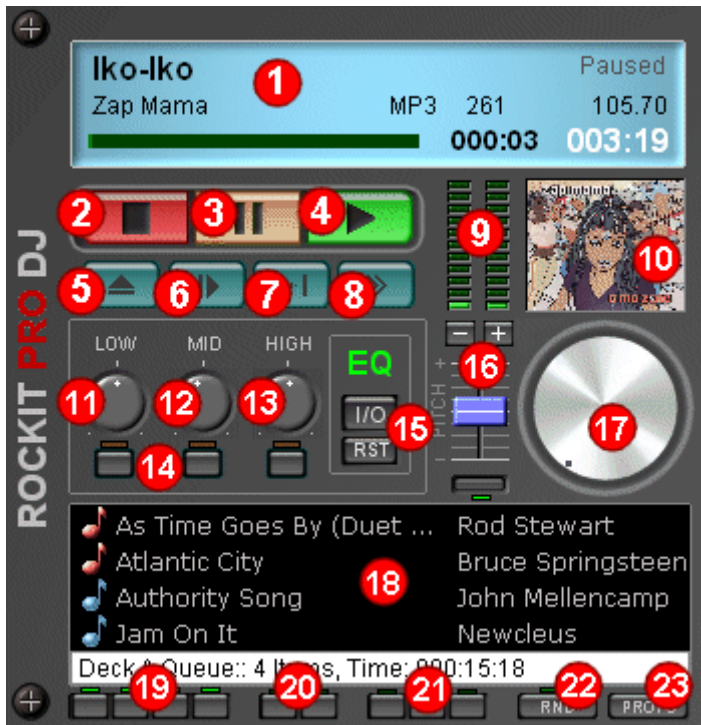 Iko-Iko Paused
1
Zap Mama MP3 261 105.70
000:03 003:19
2 3 4
9
10
5 6 7 8
ROCKIT PRO DJ
LOW MID HIGH
EQ
- +
+
16
11 12 13
I/O
15
PITCH
17
RST
14
-
As Time Goes By (Duet ... Rod Stewart
Atlantic City Bruce Springsteen
18
Authority Song John Mellencamp
Jam On It Newcleus
Deck A Queue:: 4 Items, Time: 000:15:18
19 20 21 22 23
RND